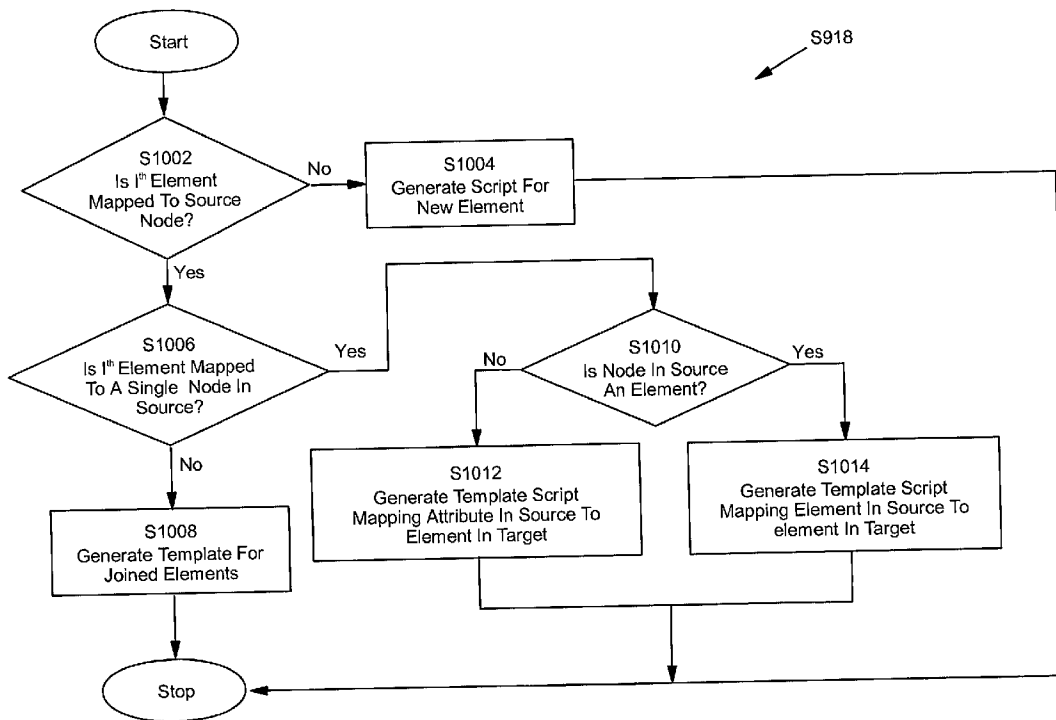 Start
S918
S1002
Is Ith Element
Mapped To Source
Node?
No
S1004
Generate Script For
New Element
Yes
S1006
Is Ith Element Mapped
To A Single Node In
Source?
Yes
No
S1010
Is Node In Source
An Element?
Yes
No
S1012
Generate Template Script
Mapping Attribute In Source To
Element In Target
S1014
Generate Template Script
Mapping Element In Source To
element In Target
S1008
Generate Template For
Joined Elements
Stop